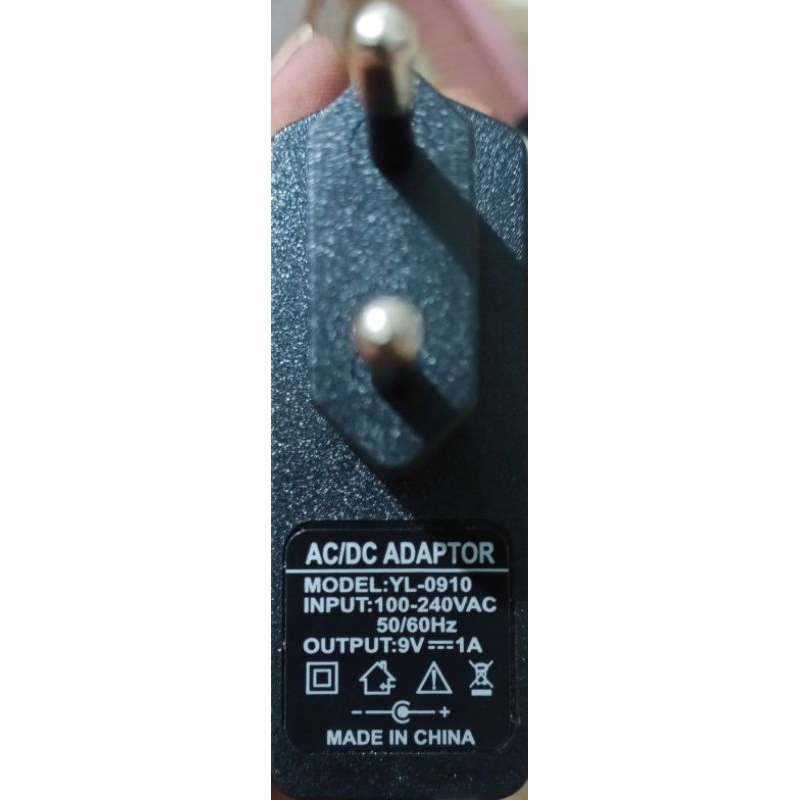 AC/DC ADAPTOR
MODEL:YL-0910
INPUT:100-240VAC
50/60Hz
OUTPUT:9V⎓1A
- +
MADE IN CHINA